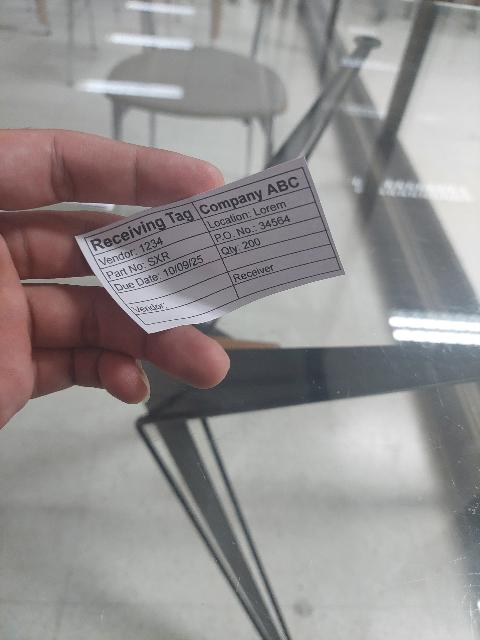 Receiving Tag Company ABC
Vendor: 1234 Location: Lorem
Part No: SXR P.O. No.: 34564
Due Date: 10/09/25 Qty: 200
Vendor Receiver